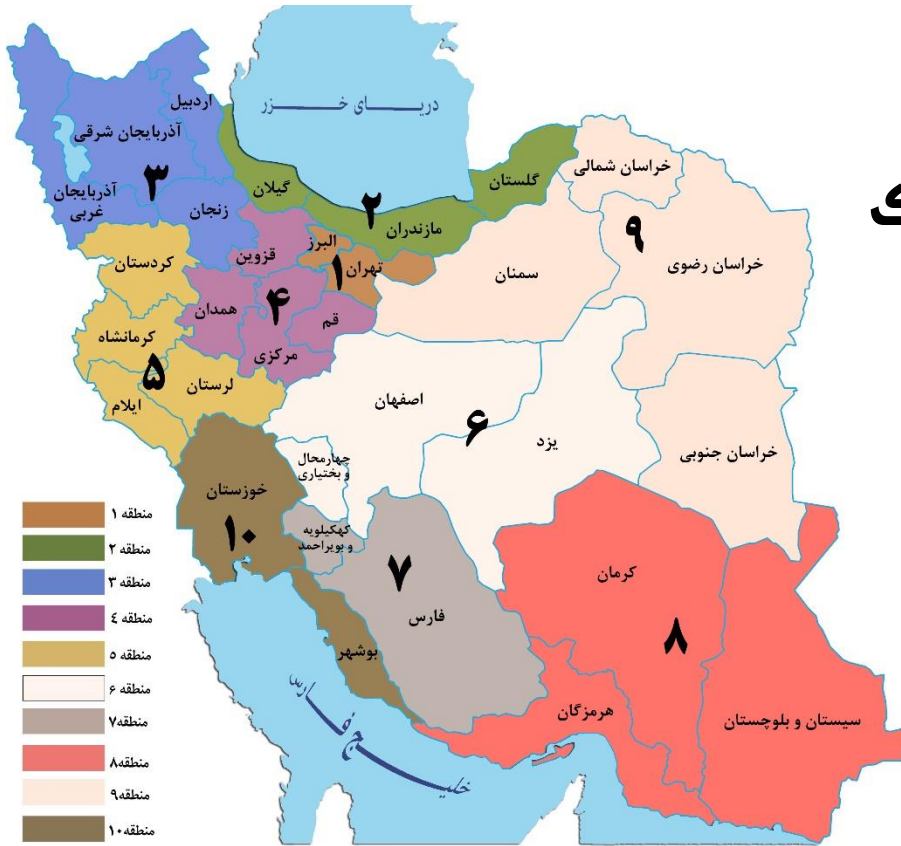 دریای خزر
اردبیل
آذربایجان شرقی
۳
آذربایجان
غربی
زنجان
گیلان
۲
مازندران
گلستان
خراسان شمالی
۹
خراسان رضوی
ی
سمنان
البرز
تهران
۱
قزوین
۴
همدان
قم
مرکزی
کردستان
کرمانشاه
۵
ایلام
لرستان
اصفهان
۶
یزد
خراسان جنوبی
چهارمحال
و بختیاری
خوزستان
۱۰
کهکیلویه
و بویراحمد
۷
فارس
بوشهر
کرمان
۸
هرمزگان
سیستان و بلوچستان
خلیج فارس
منطقه ۱
منطقه ۲
منطقه ۳
منطقه ٤
منطقه ٥
منطقه ۶
منطقه۷
منطقه۸
منطقه۹
منطقه۱۰